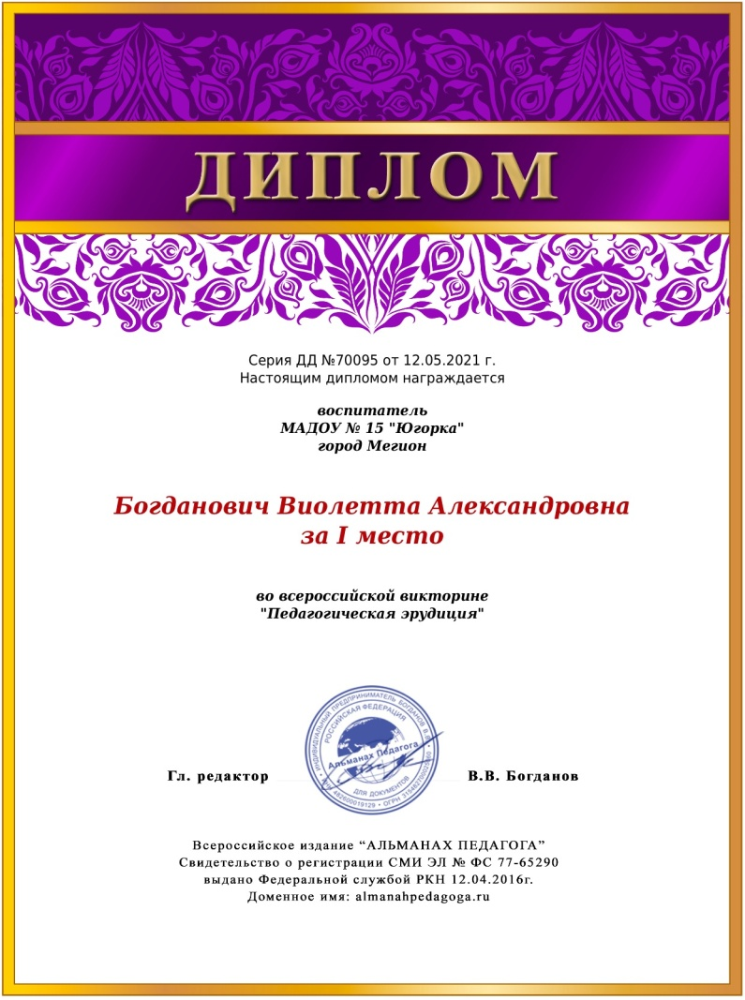 ДИПЛОМ
Серия ДД №70095 от 12.05.2021 г.
Настоящим дипломом награждается
воспитатель
МАДОУ № 15 "Югорка"
город Мегион
Богданович Виолетта Александровна
за I место
во всероссийской викторине
"Педагогическая эрудиция"
ИНДИВИДУАЛЬНЫЙ ПРЕДПРИНИМАТЕЛЬ БОГДАНОВ В.В.
РОССИЙСКАЯ ФЕДЕРАЦИЯ
Альманах Педагога
ДЛЯ ДОКУМЕНТОВ
ОГРН
Гл. редактор
В.В. Богданов
Всероссийское издание “АЛЬМАНАХ ПЕДАГОГА”
Свидетельство о регистрации СМИ ЭЛ № ФС 77-65290
выдано Федеральной службой РКН 12.04.2016г.
Доменное имя: almanahpedagoga.ru